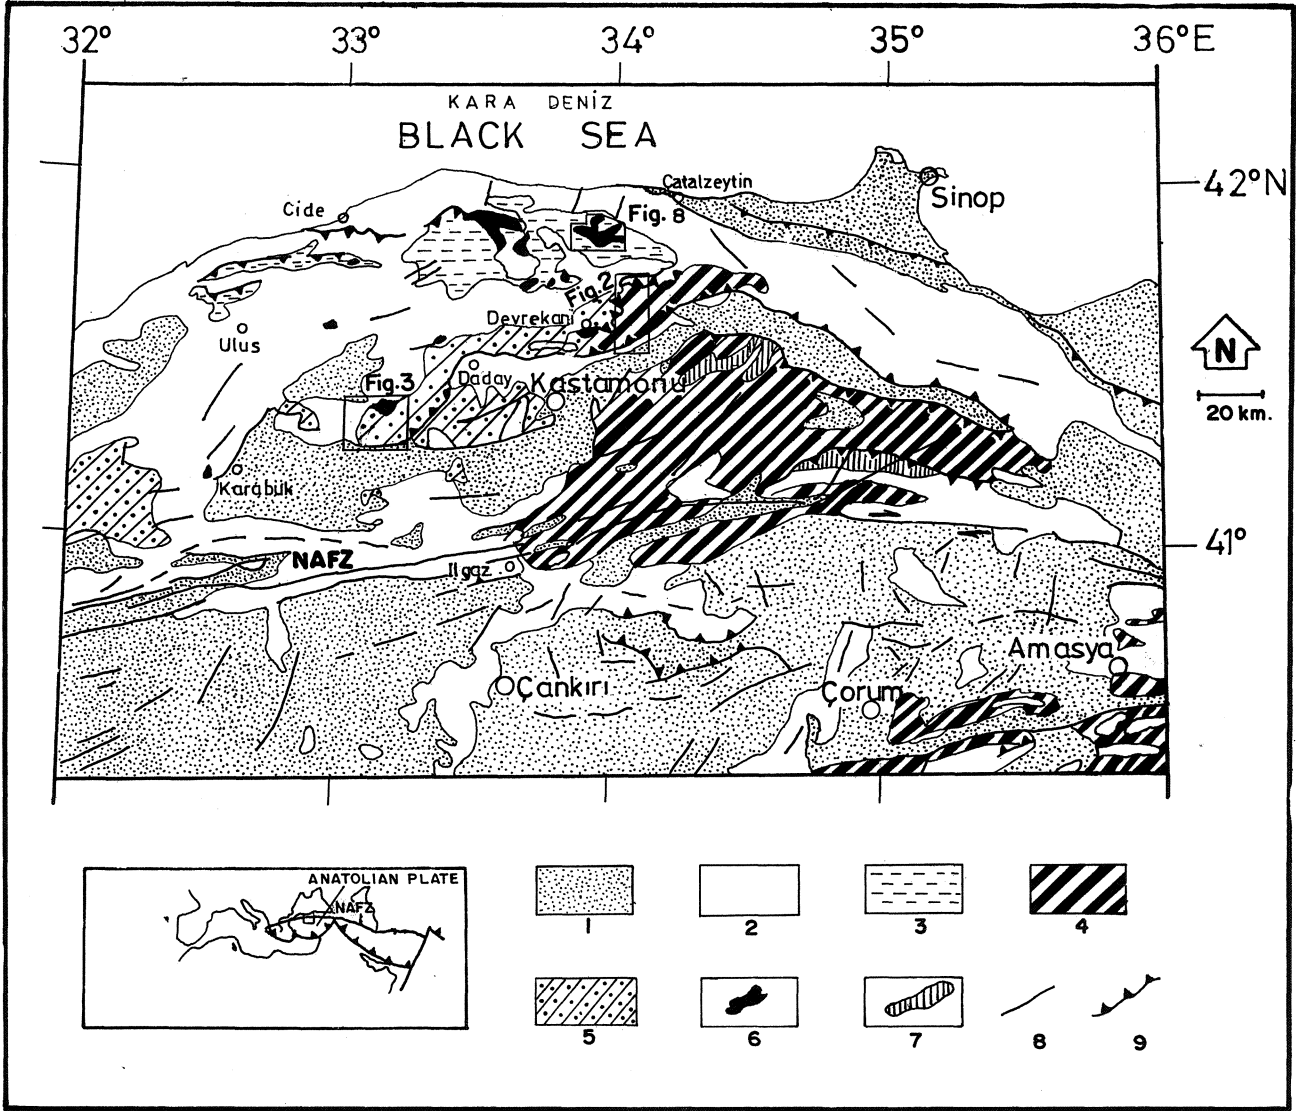 32° 33° 34° 35° 36°E
KARA DENİZ
BLACK SEA
42°N
Çatalzeytin
Sinop
Cide
Fig. 8
Fig. 2
Devrekani
Ulus
N
Fig.3
Daday
Kastamonu
20 km.
Karabük
41°
NAFZ
Ilgaz
Amasya
Çankırı
Çorum
ANATOLIAN PLATE
NAFZ
1 2 3 4
5 6 7 8 9